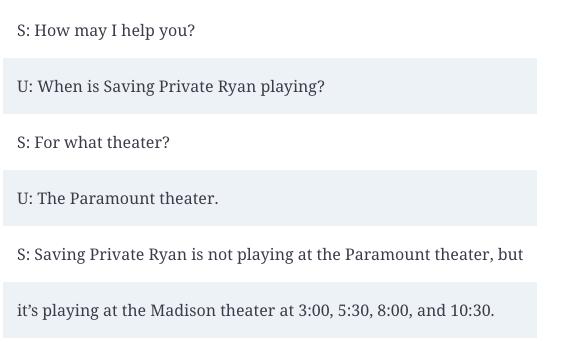 S: How may I help you?
U: When is Saving Private Ryan playing?
S: For what theater?
U: The Paramount theater.
S: Saving Private Ryan is not playing at the Paramount theater, but
it’s playing at the Madison theater at 3:00, 5:30, 8:00, and 10:30.